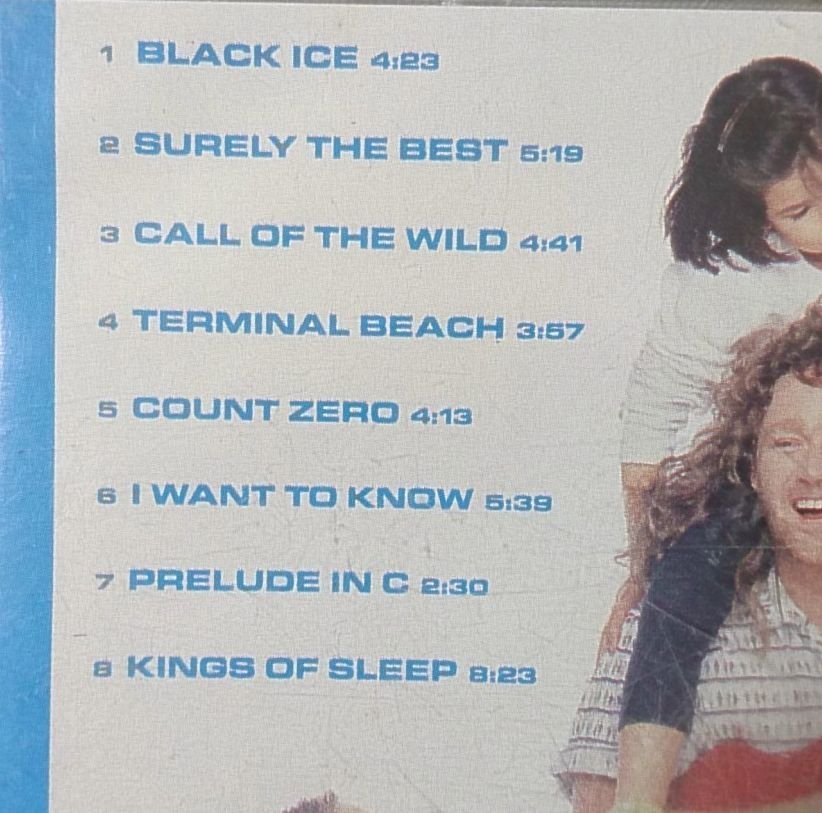 1 BLACK ICE 4:23
2 SURELY THE BEST 5:19
3 CALL OF THE WILD 4:41
4 TERMINAL BEACH 3:57
5 COUNT ZERO 4:13
6 I WANT TO KNOW 5:39
7 PRELUDE IN C 2:30
8 KINGS OF SLEEP 8:23